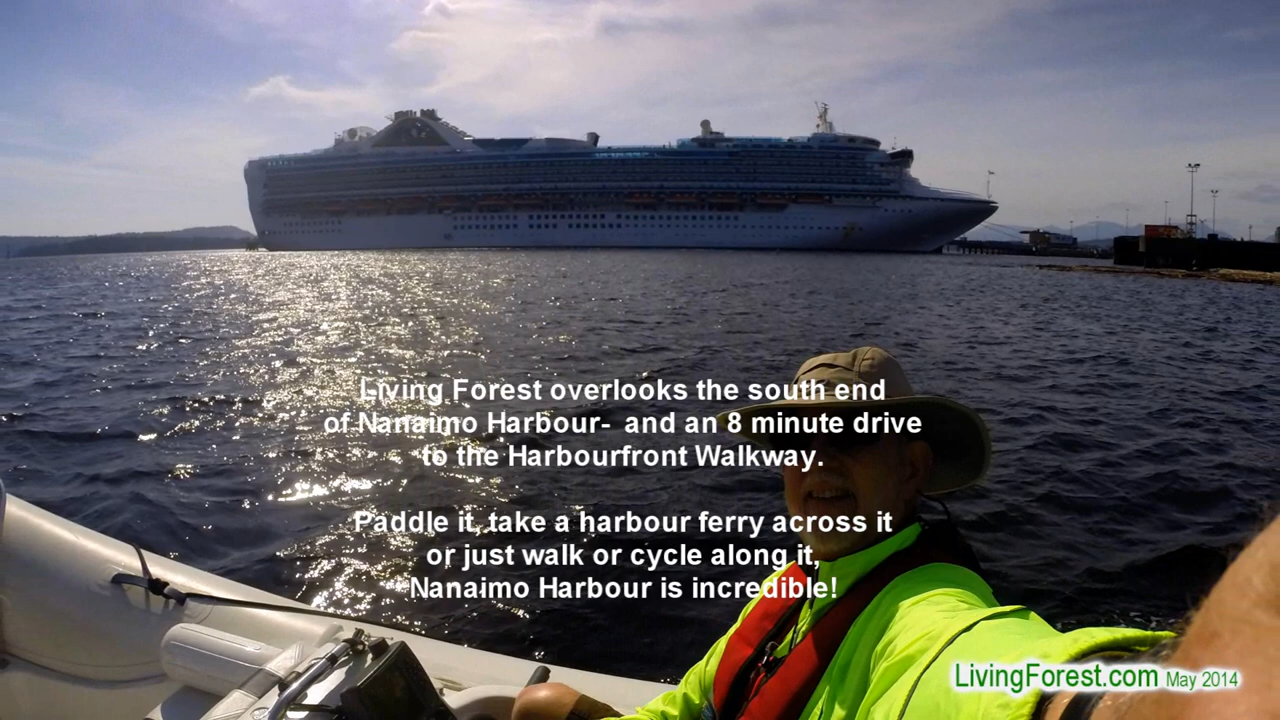 Living Forest overlooks the south end
of Nanaimo Harbour-  and an 8 minute drive
to the Harbourfront Walkway.
Paddle it, take a harbour ferry across it
or just walk or cycle along it,
Nanaimo Harbour is incredible!
LivingForest.com May 2014